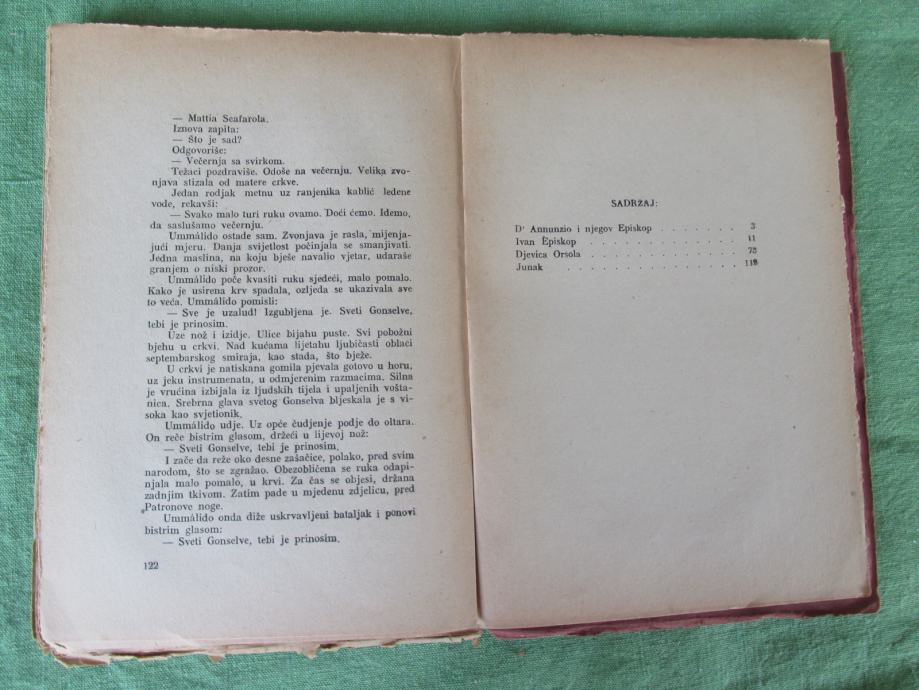 — Mattia Seafarola.
Iznova zapita:
— Što je sad?
Odgovoriše:
— Večernja sa svirkom.
Težaci pozdraviše. Odoše na večernju. Velika zvo-
njava stizala od matere crkve.
Jedan rodjak metnu uz ranjenika kablić ledene
vode, rekavši:
— Svako malo turi ruku ovamo. Doći ćemo. Idemo,
da saslušamo večernju.
Ummálido ostade sam. Zvonjava je rasla, mijenja-
jući mjeru. Danja svijetlost počinjala se smanjivati.
Jedna maslina, na koju bješe navalio vjetar, udaraše
granjem o niski prozor.
Ummálido poče kvasiti ruku sjedeći, malo pomalo.
Kako je usirena krv spadala, ozljeda se ukazivala sve
to veća. Ummálido pomisli:
— Sve je uzalud! Izgubljena je. Sveti Gonselve,
tebi je prinosim.
Uze nož i izidje. Ulice bijahu puste. Svi pobožni
bjehu u crkvi. Nad kućama lijetahu ljubičasti oblaci
septembarskog smiraja, kao stada, što bježe.
U crkvi je natiskana gomila pjevala gotovo u horu,
uz jeku instrumenata, u odmjerenim razmacima. Silna
je vrućina izbijala iz ljudskih tijela i upaljenih vošta-
nica. Srebrna glava svetog Gonselva blješkala je s vi-
soka kao svjetionik.
Ummálido udje. Uz opće čudjenje podje do oltara.
On reče bistrim glasom, držeći u lijevoj nož:
— Sveti Gonselve, tebi je prinosim.
I zače da reže oko desne zašačice, polako, pred svim
narodom, što se zgražao. Obezobličena se ruka odapi-
njala malo pomalo, u krvi. Za čas se objesi, držana
zadnjim tkivom. Zatim pade u mjedenu zdjelicu, pred
Patronove noge.
Ummálido onda diže uskrvavljeni bataljak i ponovi
bistrim glasom:
— Sveti Gonselve, tebi je prinosim.
122
SADRŽAJ:
D' Annunzio i njegov Episkop . . . . . . . . 3
Ivan Èpiskop . . . . . . . . . . . . . . . 11
Djevica Orsola . . . . . . . . . . . . . . 73
Junak . . . . . . . . . . . . . . . . . 118